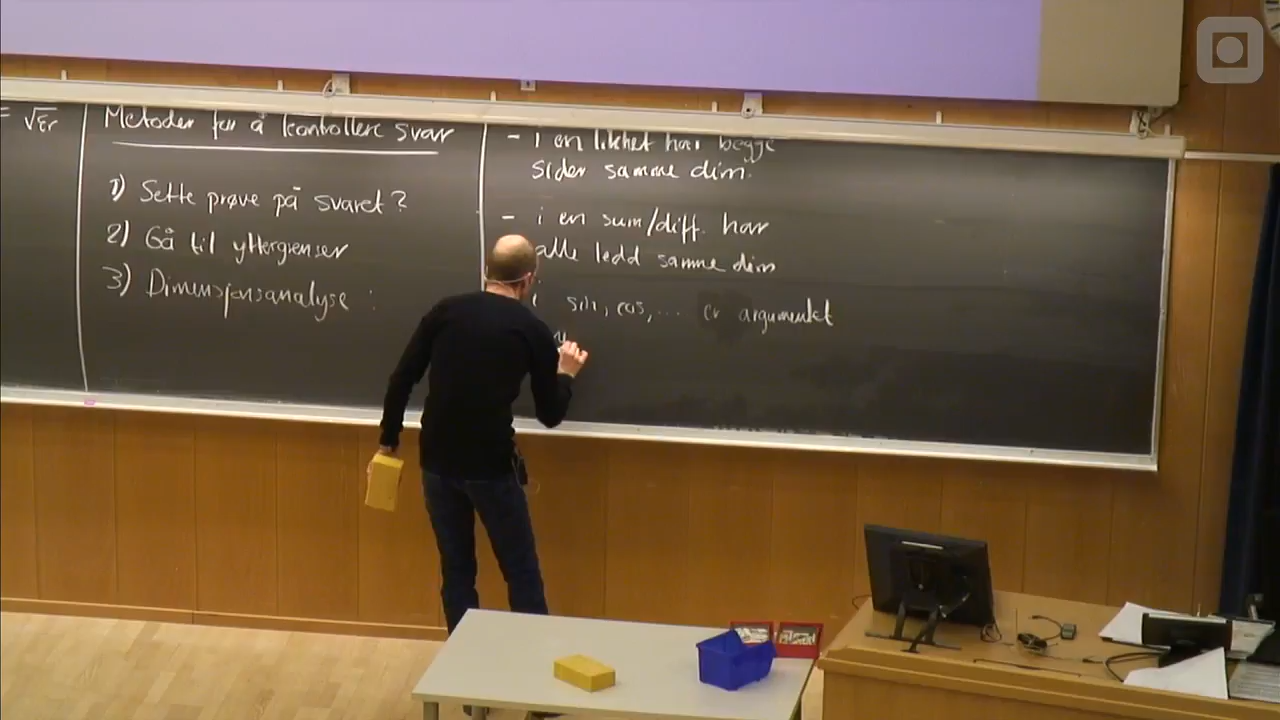 = √εr
Metoder for å kontrollere svar
1) Sette prøve på svaret?
2) Gå til yttergrenser
3) Dimensjonsanalyse :
- i en likhet har begge
sider samme dim.
- i en sum/diff. har
alle ledd samme dim
i sin, cos, ... er argumentet